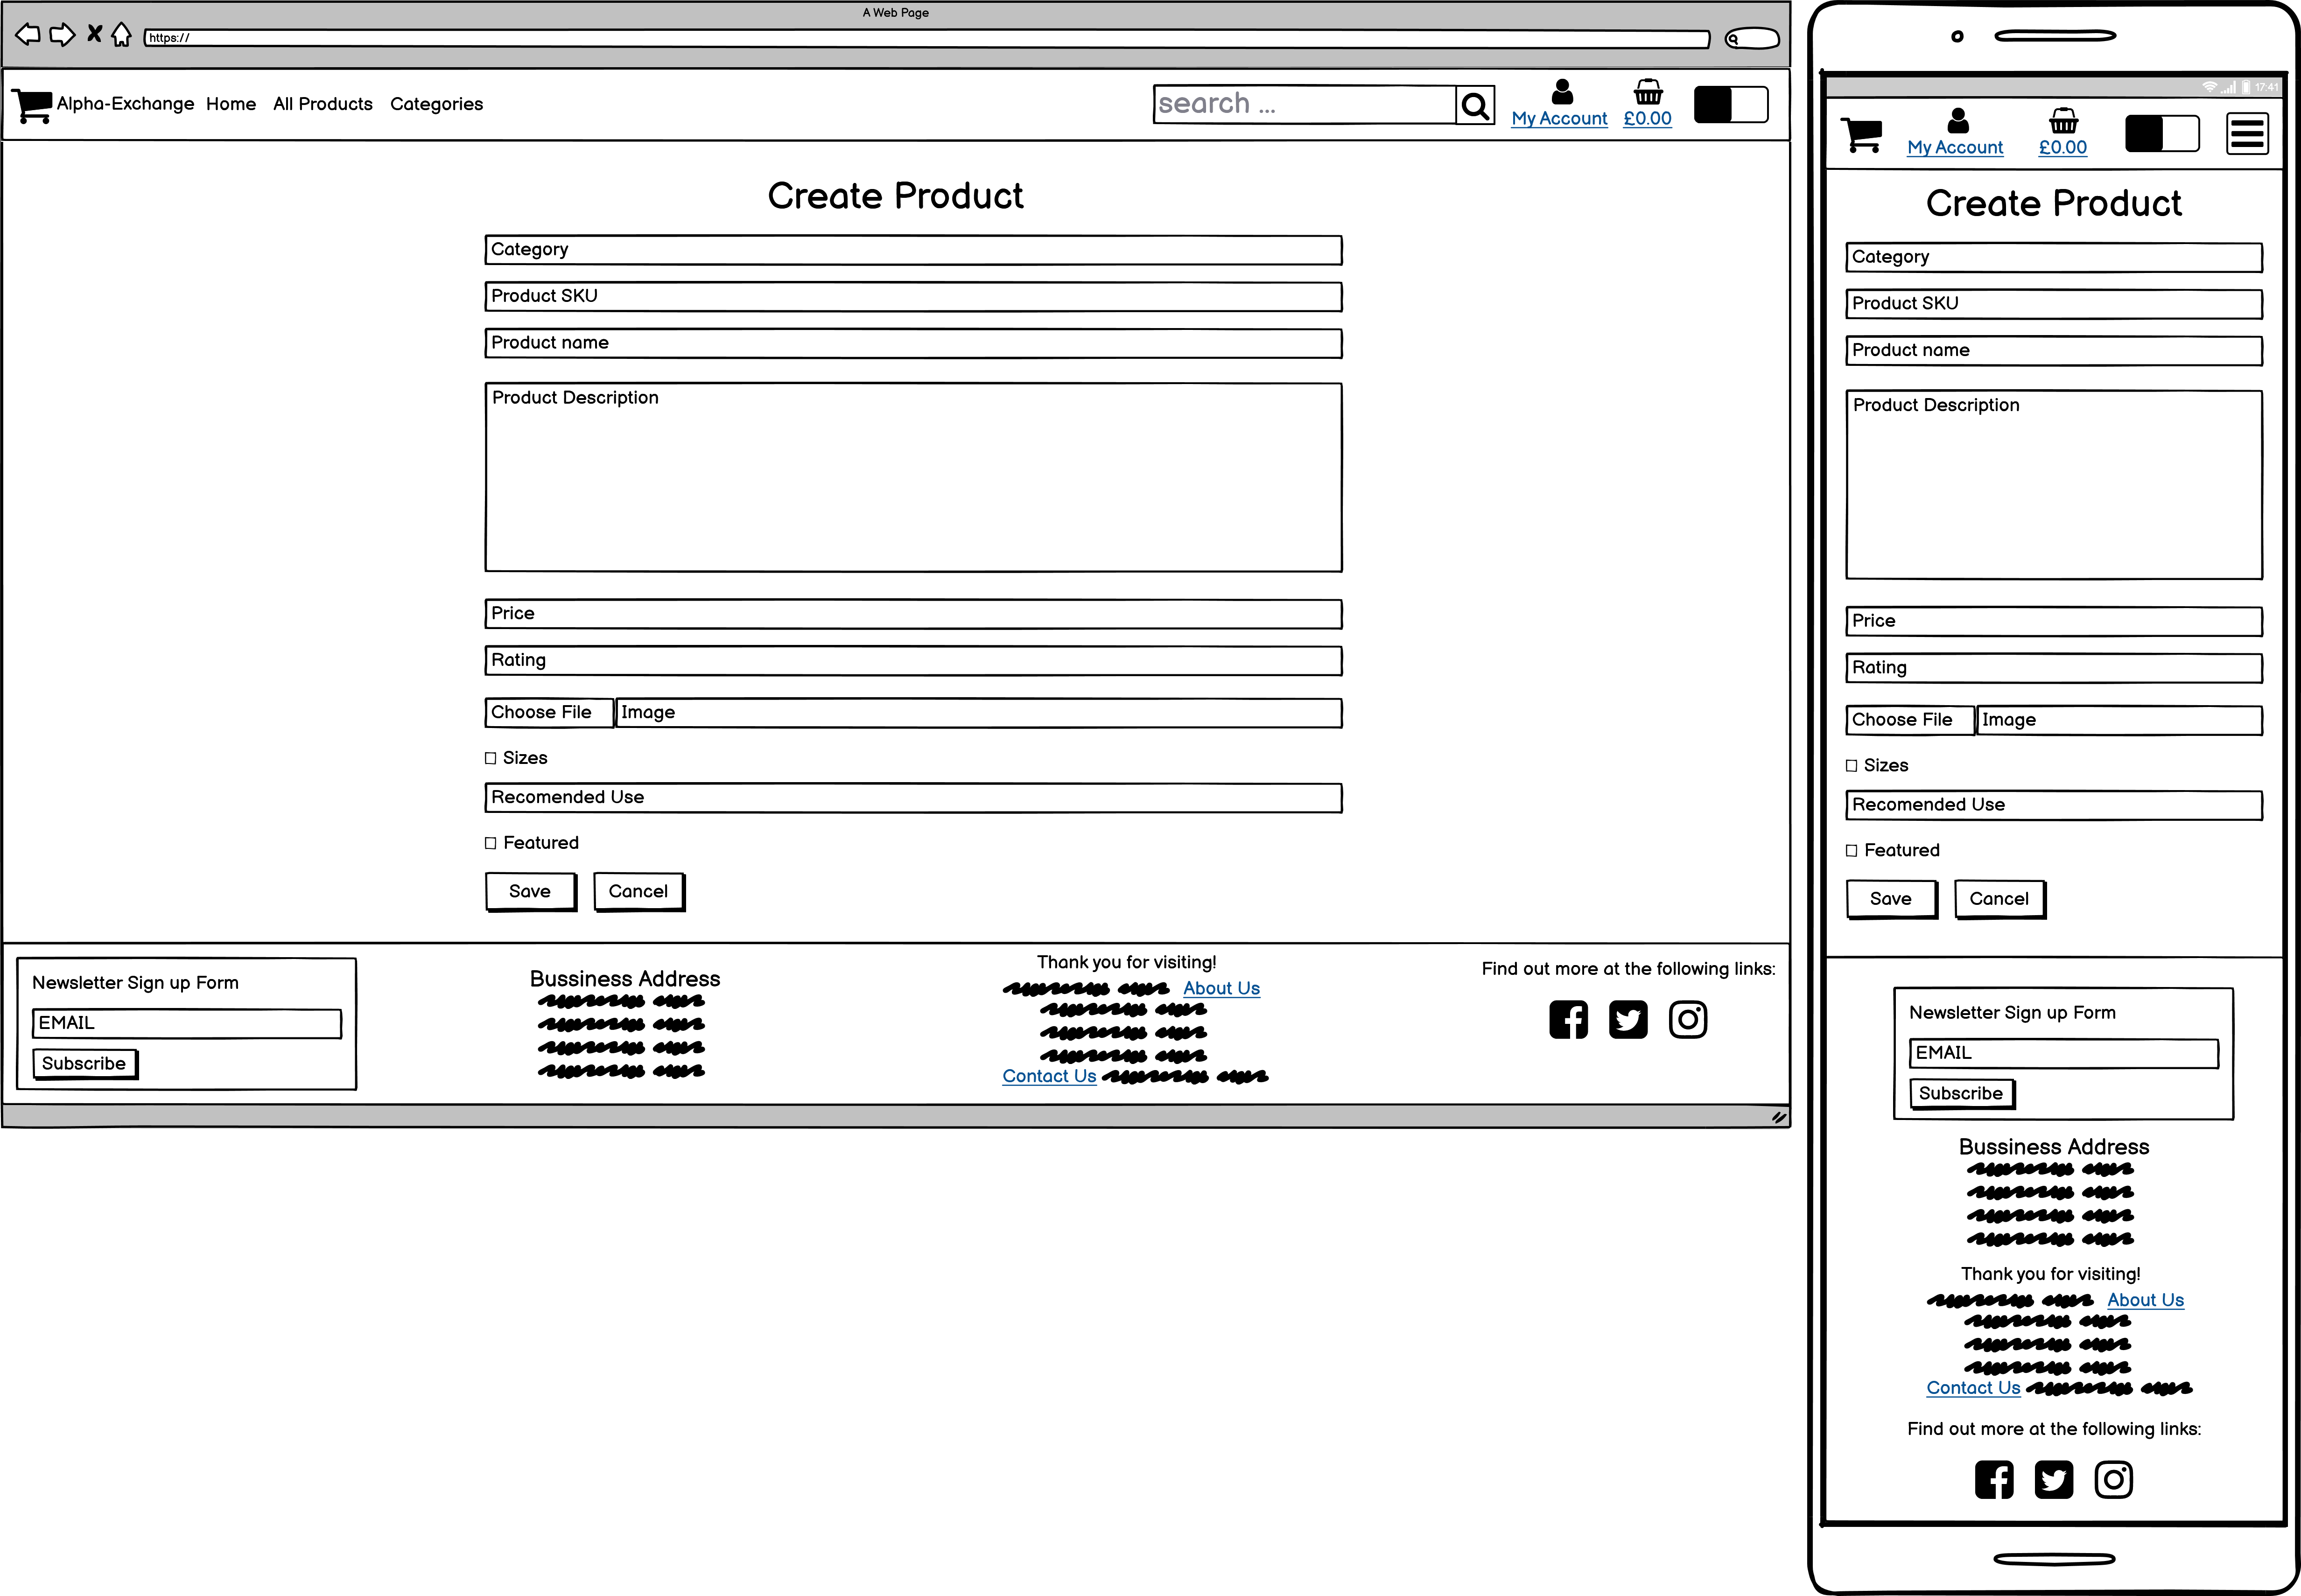 A Web Page
https://
Alpha-Exchange Home All Products Categories search ... My Account £0.00
Create Product
Category
Product SKU
Product name
Product Description
Price
Rating
Choose File Image
Sizes
Recomended Use
Featured
Save Cancel
Newsletter Sign up Form
EMAIL
Subscribe
Bussiness Address
Thank you for visiting!
About Us
Contact Us
Find out more at the following links:
17:41
My Account £0.00
Create Product
Category
Product SKU
Product name
Product Description
Price
Rating
Choose File Image
Sizes
Recomended Use
Featured
Save Cancel
Newsletter Sign up Form
EMAIL
Subscribe
Bussiness Address
Thank you for visiting!
About Us
Contact Us
Find out more at the following links: